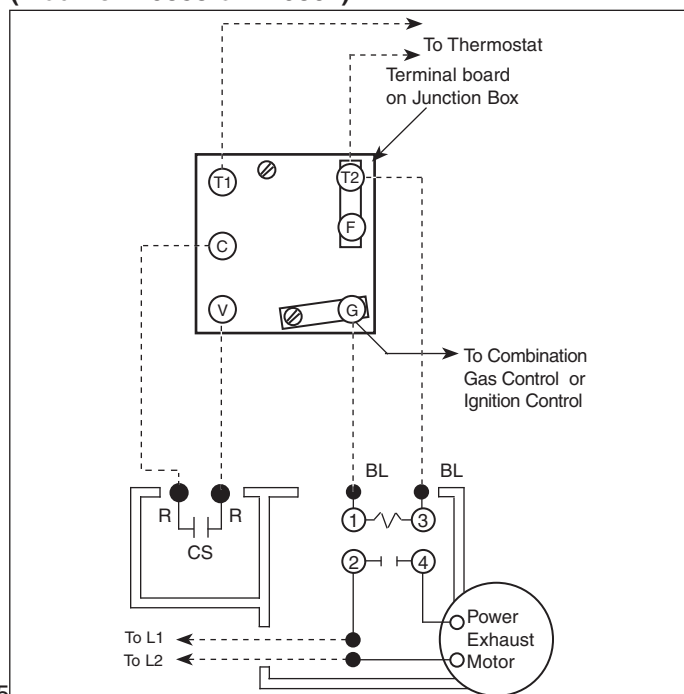 To Thermostat
Terminal board
on Junction Box
T1
T2
F
C
V
G
To Combination
Gas Control or
Ignition Control
BL
BL
R
R
CS
1
3
2
4
Power
Exhaust
Motor
To L1
To L2